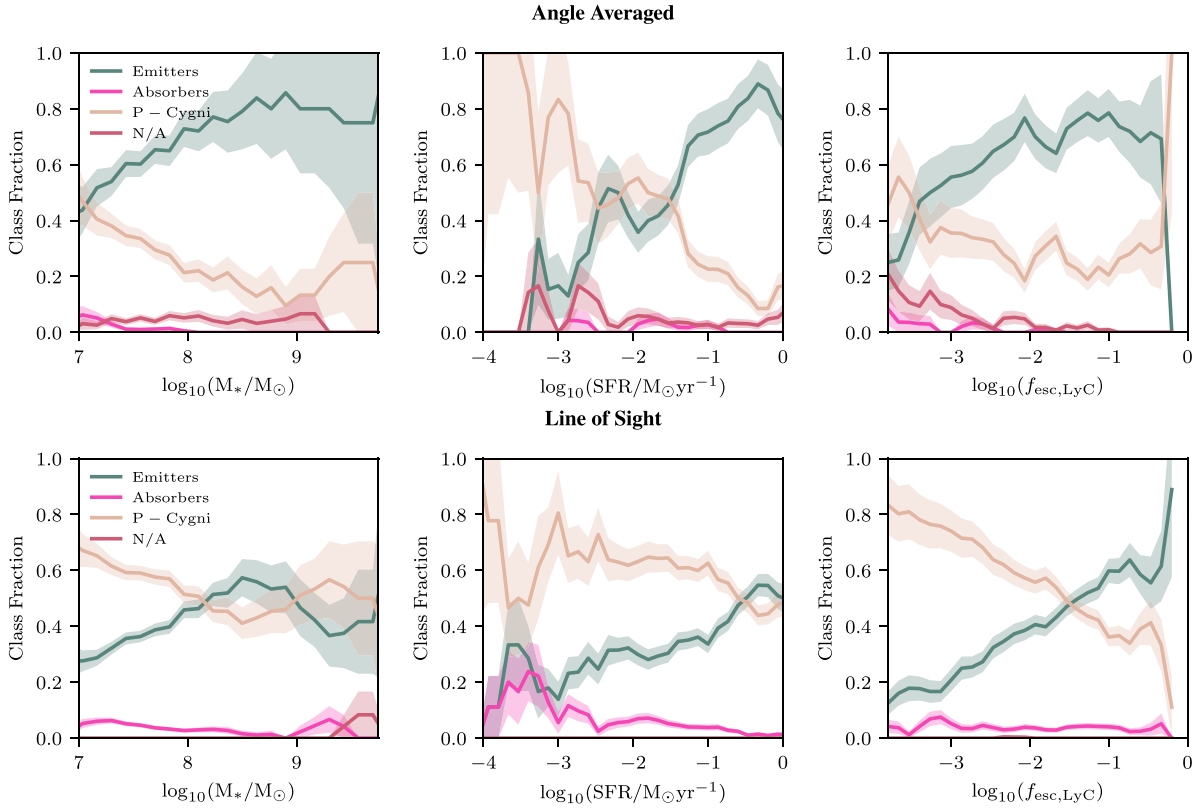 Angle Averaged
1.0
0.8
0.6
0.4
0.2
0.0
Class Fraction
Emitters
Absorbers
P − Cygni
N/A
7 8 9
log₁₀(M*/M☉)
1.0
0.8
0.6
0.4
0.2
0.0
Class Fraction
−4 −3 −2 −1 0
log₁₀(SFR/M☉yr⁻¹)
1.0
0.8
0.6
0.4
0.2
0.0
Class Fraction
−3 −2 −1 0
log₁₀(fesc,LyC)
Line of Sight
1.0
0.8
0.6
0.4
0.2
0.0
Class Fraction
Emitters
Absorbers
P − Cygni
N/A
7 8 9
log₁₀(M*/M☉)
1.0
0.8
0.6
0.4
0.2
0.0
Class Fraction
−4 −3 −2 −1 0
log₁₀(SFR/M☉yr⁻¹)
1.0
0.8
0.6
0.4
0.2
0.0
Class Fraction
−3 −2 −1 0
log₁₀(fesc,LyC)